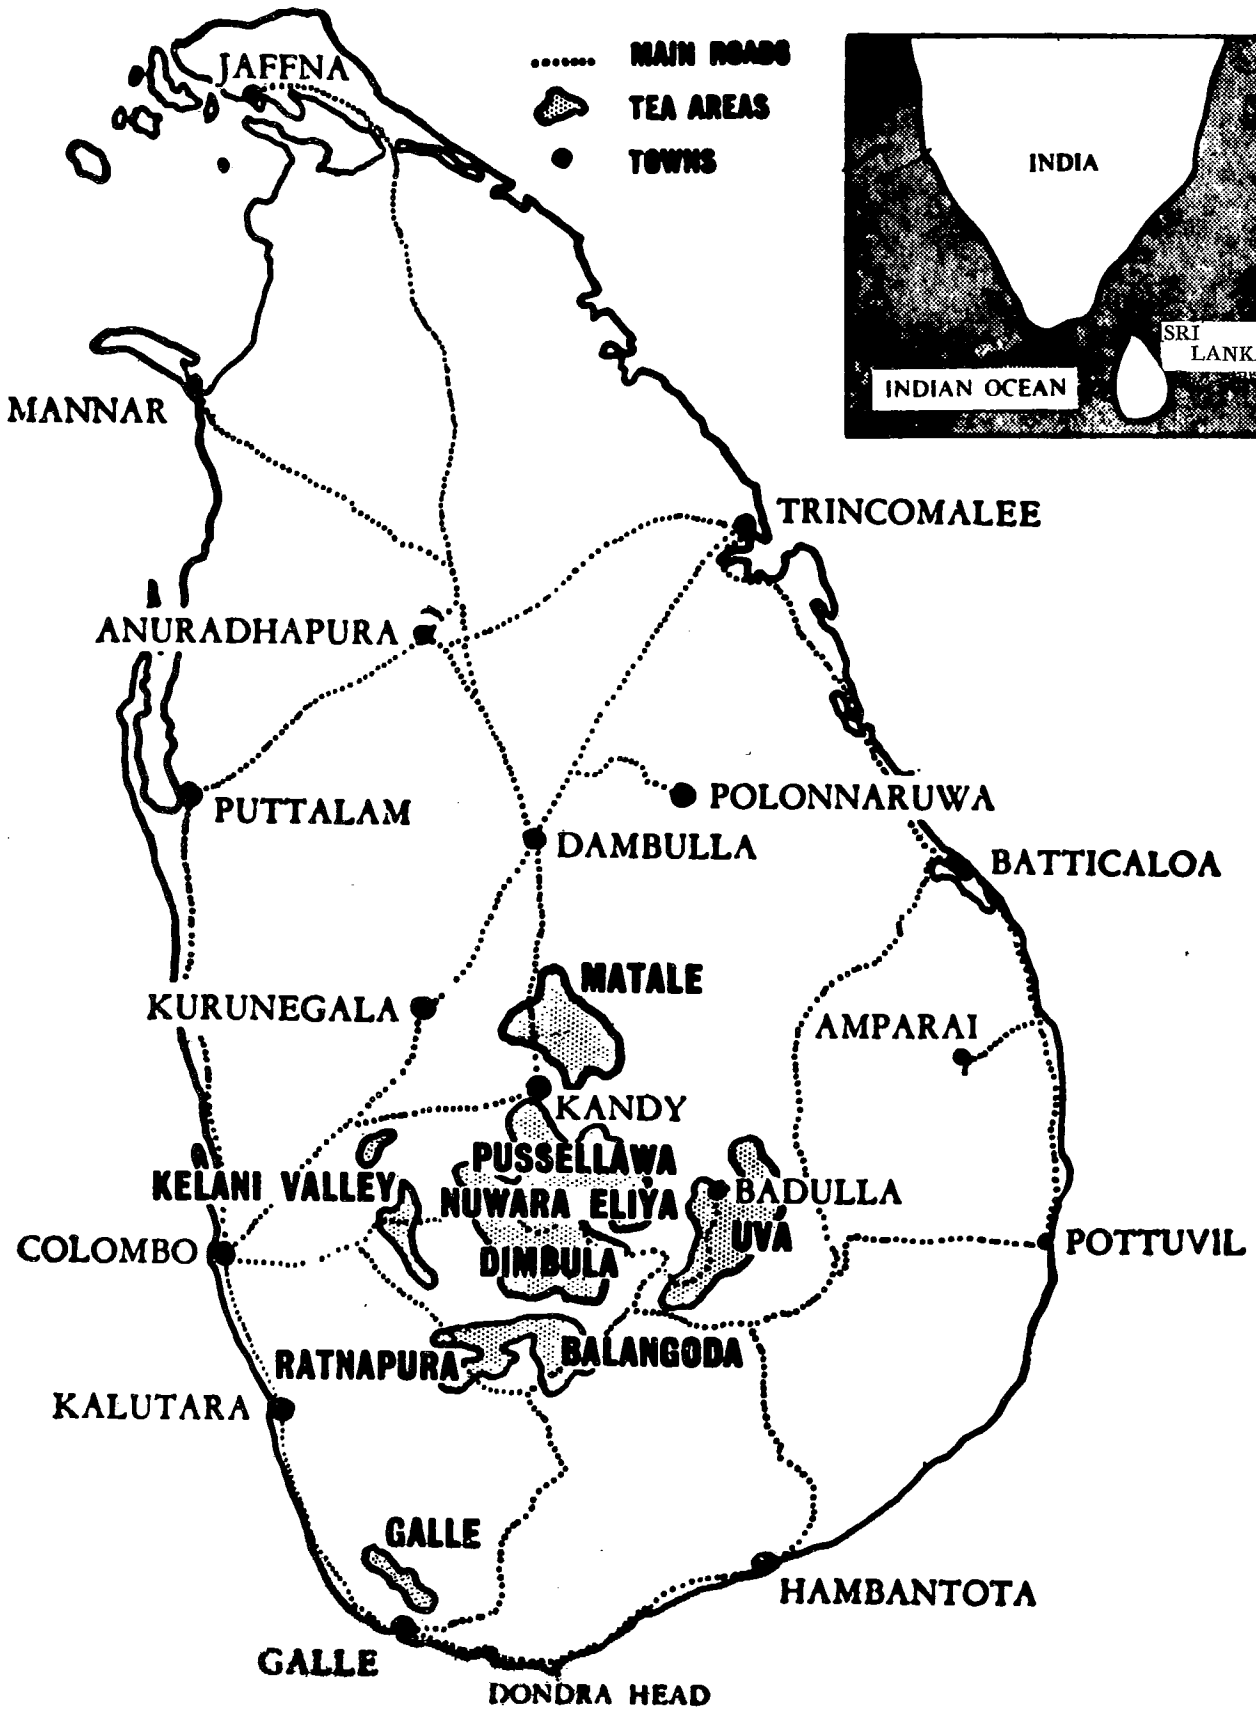 JAFFNA
MAIN ROADS
TEA AREAS
TOWNS
INDIA
SRI
LANK
INDIAN OCEAN
MANNAR
TRINCOMALEE
ANURADHAPURA
PUTTALAM
POLONNARUWA
DAMBULLA
BATTICALOA
MATALE
KURUNEGALA
AMPARAI
KANDY
PUSSELLAWA
KELANI VALLEY
NUWARA ELIYA
BADULLA
UVA
COLOMBO
DIMBULA
POTTUVIL
RATNAPURA
BALANGODA
KALUTARA
GALLE
HAMBANTOTA
GALLE
DONDRA HEAD